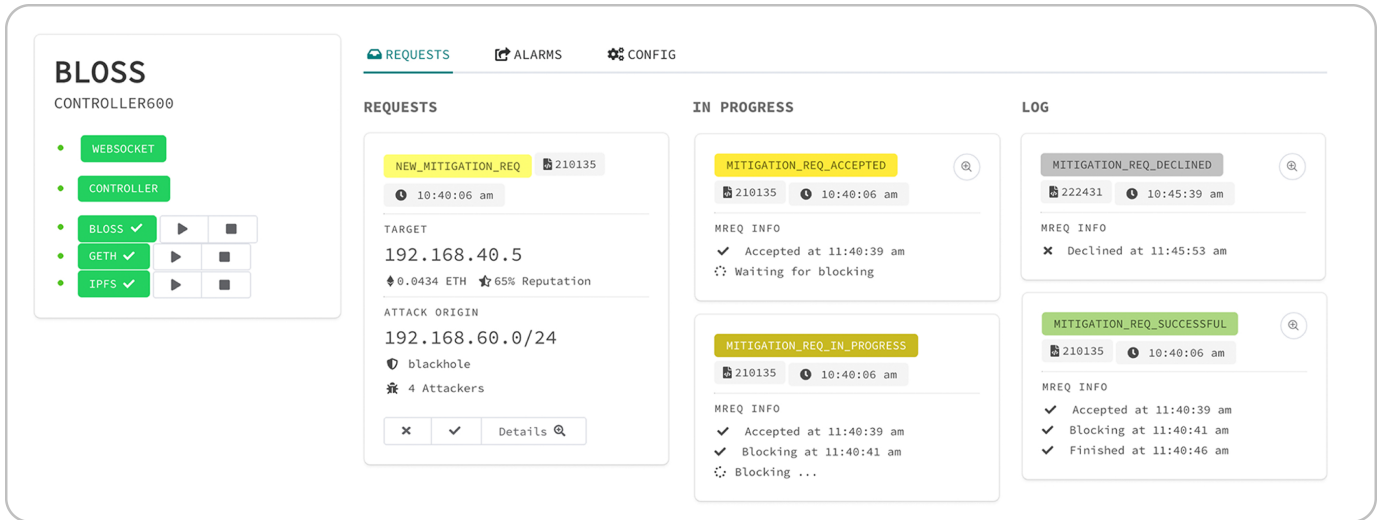 BLOSS
CONTROLLER600
WEBSOCKET
CONTROLLER
BLOSS
GETH
IPFS
REQUESTS ALARMS CONFIG
REQUESTS
NEW_MITIGATION_REQ 210135
10:40:06 am
TARGET
192.168.40.5
0.0434 ETH 65% Reputation
ATTACK ORIGIN
192.168.60.0/24
blackhole
4 Attackers
Details
IN PROGRESS
MITIGATION_REQ_ACCEPTED
210135 10:40:06 am
MREQ INFO
Accepted at 11:40:39 am
Waiting for blocking
MITIGATION_REQ_IN_PROGRESS
210135 10:40:06 am
MREQ INFO
Accepted at 11:40:39 am
Blocking at 11:40:41 am
Blocking ...
LOG
MITIGATION_REQ_DECLINED
222431 10:45:39 am
MREQ INFO
Declined at 11:45:53 am
MITIGATION_REQ_SUCCESSFUL
210135 10:40:06 am
MREQ INFO
Accepted at 11:40:39 am
Blocking at 11:40:41 am
Finished at 11:40:46 am